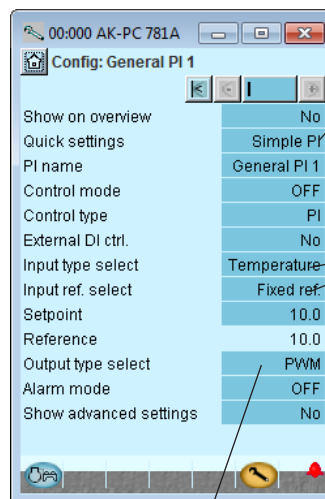 00:000 AK-PC 781A
Config: General PI 1
Show on overview No
Quick settings Simple PI
PI name General PI 1
Control mode OFF
Control type PI
External DI ctrl. No
Input type select Temperature
Input ref. select Fixed ref.
Setpoint 10.0
Reference 10.0
Output type select PWM
Alarm mode OFF
Show advanced settings No